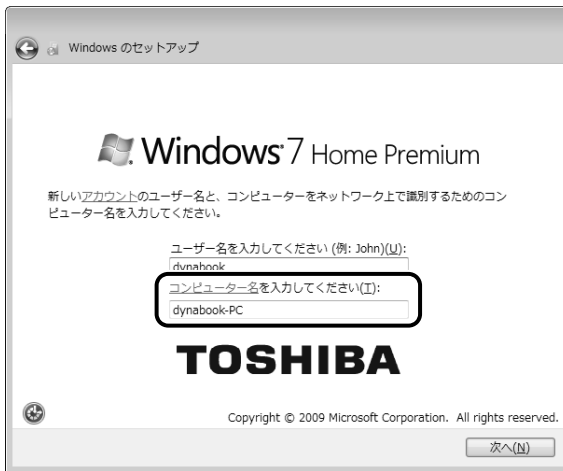 Windows のセットアップ
Windows 7 Home Premium
新しいアカウントのユーザー名と、コンピューターをネットワーク上で識別するためのコン
ピューター名を入力してください。
ユーザー名を入力してください (例: John)(U):
dynabook
コンピューター名を入力してください(T):
dynabook-PC
TOSHIBA
Copyright © 2009 Microsoft Corporation. All rights reserved.
次へ(N)